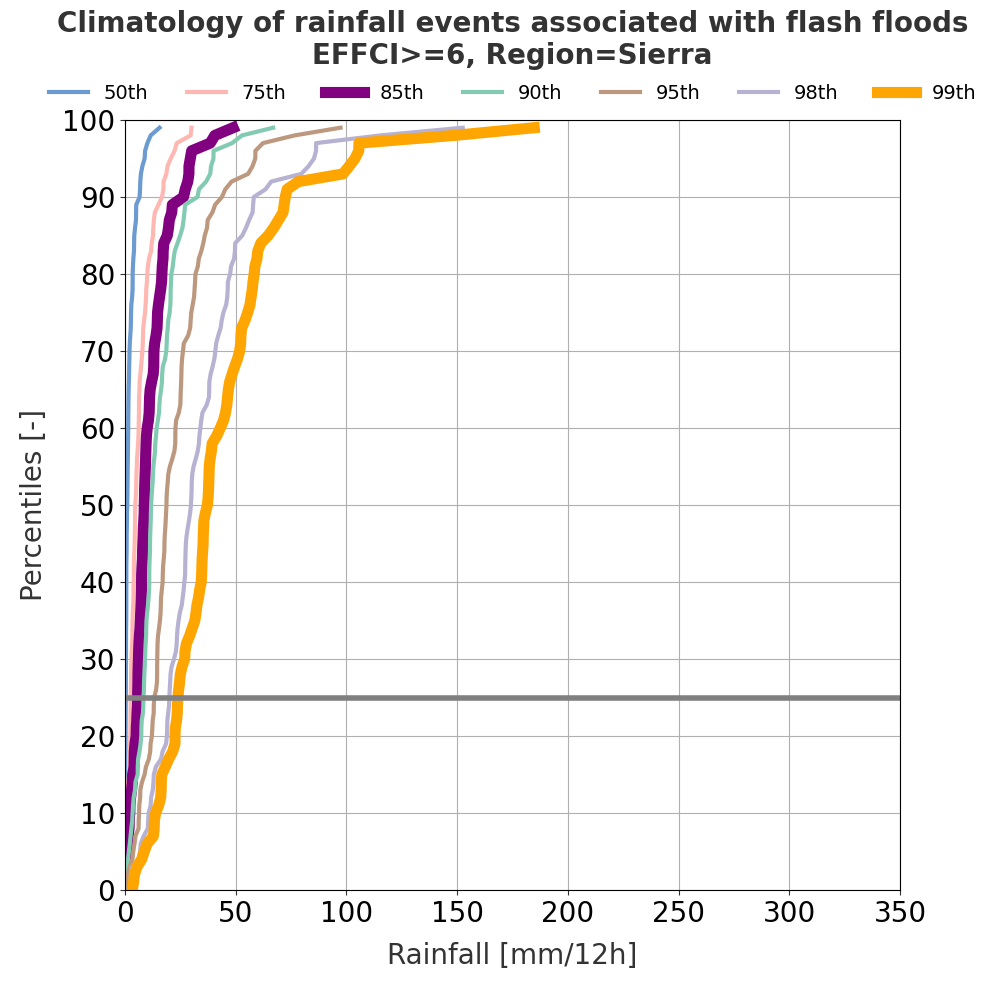 Climatology of rainfall events associated with flash floods
EFFCI>=6, Region=Sierra
50th 75th 85th 90th 95th 98th 99th
100
90
80
70
60
50
40
30
20
10
0
Percentiles [-]
0 50 100 150 200 250 300 350
Rainfall [mm/12h]